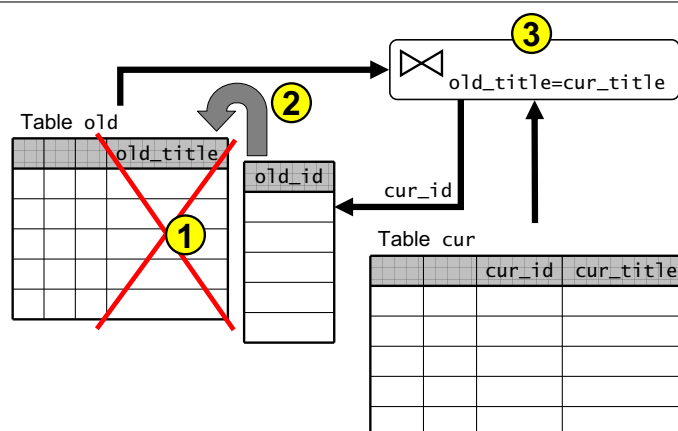 3
old_title=cur_title
2
Table old
old_title
old_id
cur_id
1
Table cur
cur_id cur_title